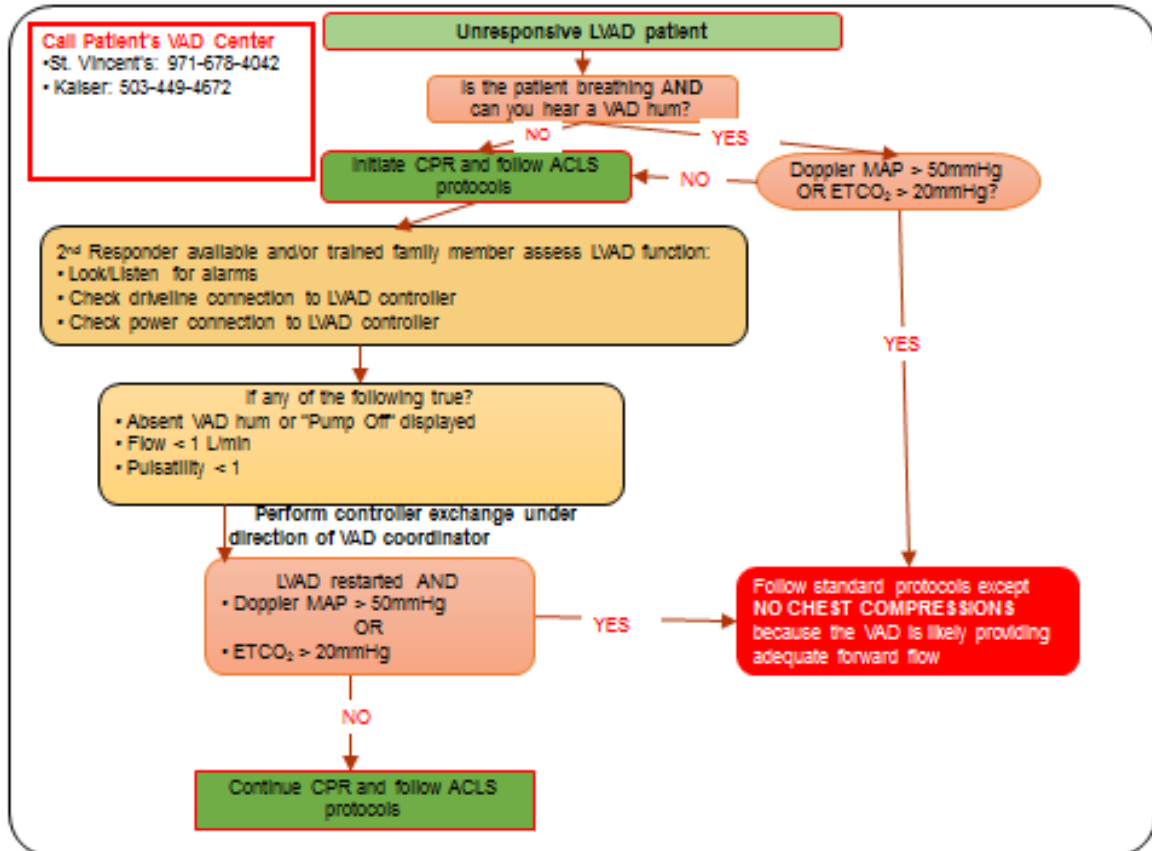 Call Patient's VAD Center
•St. Vincent's: 971-678-4042
• Kaiser: 503-449-4672
Unresponsive LVAD patient
Is the patient breathing AND
can you hear a VAD hum?
NO
YES
Initiate CPR and follow ACLS
protocols
NO
Doppler MAP > 50mmHg
OR ETCO₂ > 20mmHg?
2nd Responder available and/or trained family member assess LVAD function:
• Look/Listen for alarms
• Check driveline connection to LVAD controller
• Check power connection to LVAD controller
YES
If any of the following true?
• Absent VAD hum or "Pump Off" displayed
• Flow < 1 L/min
• Pulsatility < 1
Perform controller exchange under
direction of VAD coordinator
LVAD restarted AND
• Doppler MAP > 50mmHg
OR
• ETCO₂ > 20mmHg
YES
Follow standard protocols except
NO CHEST COMPRESSIONS
because the VAD is likely providing
adequate forward flow
NO
Continue CPR and follow ACLS
protocols